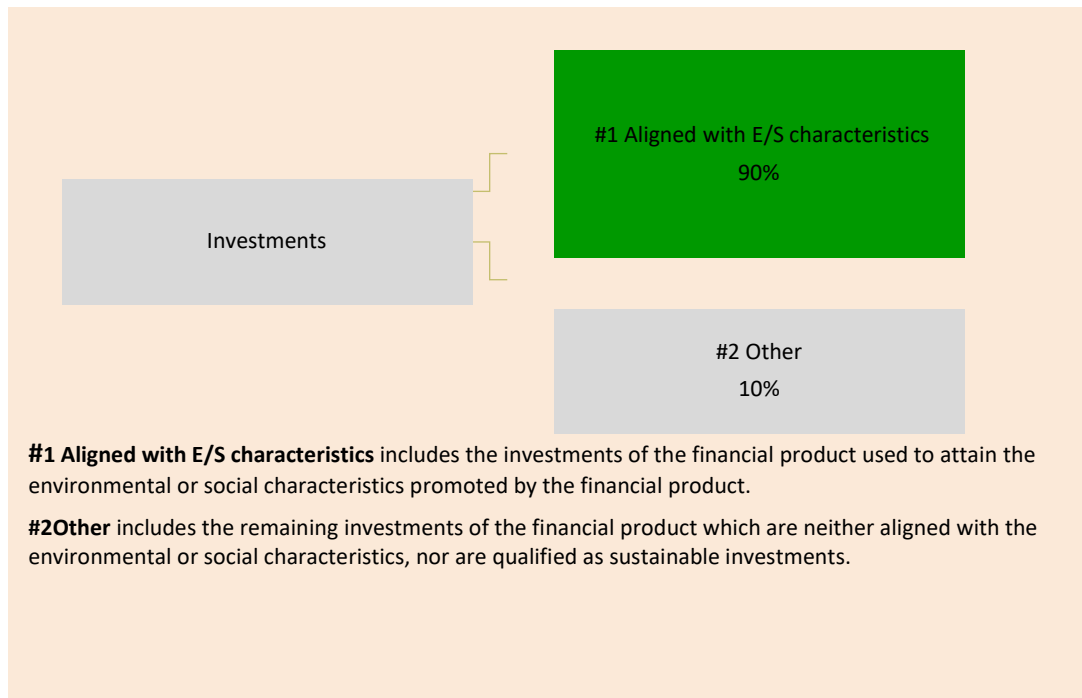 #1 Aligned with E/S characteristics
90%
Investments
#2 Other
10%
#1 Aligned with E/S characteristics includes the investments of the financial product used to attain the
environmental or social characteristics promoted by the financial product.
#2Other includes the remaining investments of the financial product which are neither aligned with the
environmental or social characteristics, nor are qualified as sustainable investments.